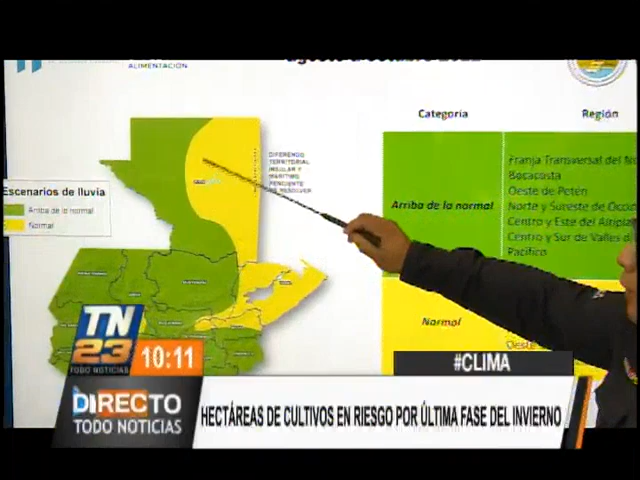 ALIMENTACIÓN
Categoría
Región
DIFERENDO
TERRITORIAL
INSULAR Y
MARÍTIMO
PENDIENTE
DE RESOLVER
Escenarios de lluvia
Arriba de lo normal
Normal
Arriba de lo normal
Franja Transversal del No
Bocacosta
Oeste de Petén
Norte y Sureste de Occid
Centro y Este del Altipla
Centro y Sur de Valles d
Pacífico
Normal
Oeste
TN
23
TODO NOTICIAS
10:11
#CLIMA
DIRECTO
TODO NOTICIAS
HECTÁREAS DE CULTIVOS EN RIESGO POR ÚLTIMA FASE DEL INVIERNO